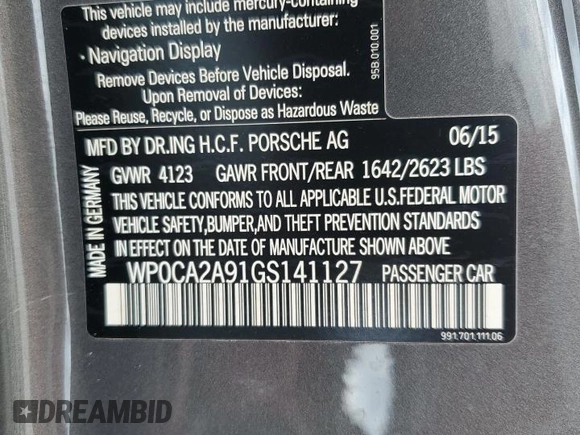 This vehicle may include mercury-containing
devices installed by the manufacturer:
• Navigation Display
Remove Devices Before Vehicle Disposal.
Upon Removal of Devices:
Please Reuse, Recycle, or Dispose as Hazardous Waste
95B.010.001
MFD BY DR.ING H.C.F. PORSCHE AG 06/15
GVWR 4123 GAWR FRONT/REAR 1642/2623 LBS
THIS VEHICLE CONFORMS TO ALL APPLICABLE U.S.FEDERAL MOTOR
VEHICLE SAFETY,BUMPER,AND THEFT PREVENTION STANDARDS
IN EFFECT ON THE DATE OF MANUFACTURE SHOWN ABOVE.
MADE IN GERMANY
WP0CA2A91GS141127 PASSENGER CAR
991.701.111.06
DREAMBID